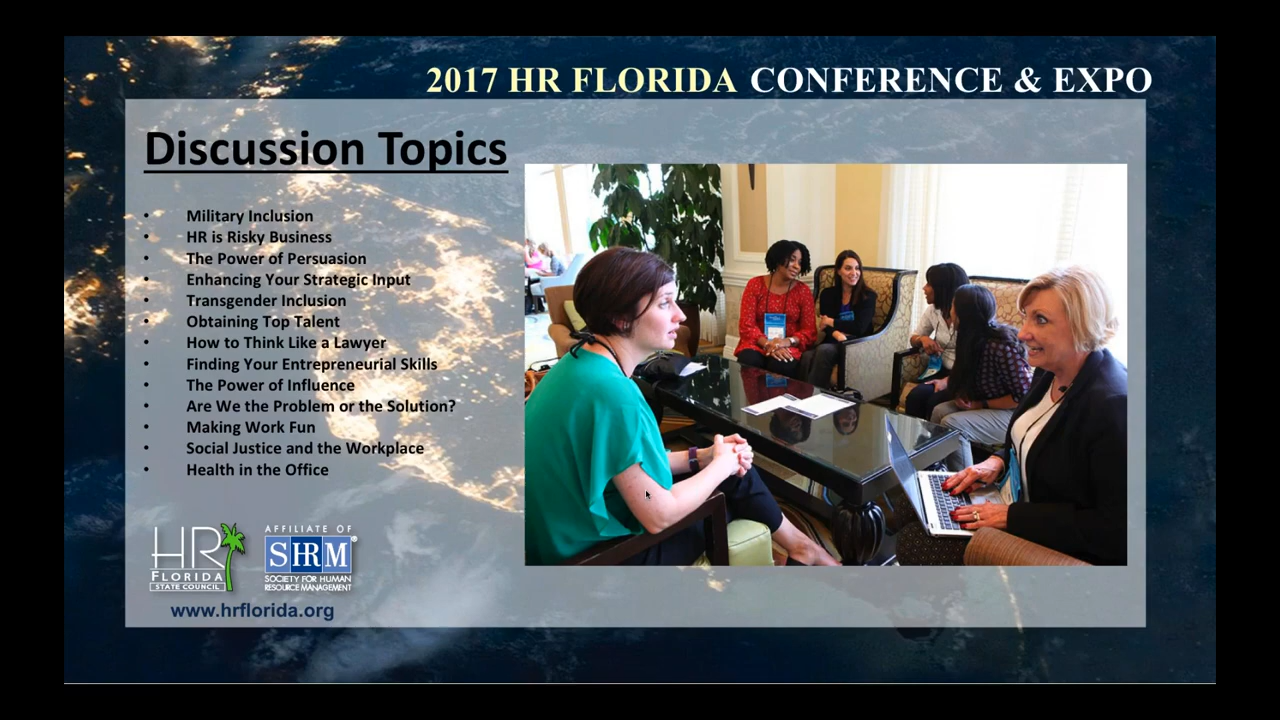 2017 HR FLORIDA CONFERENCE & EXPO
Discussion Topics
• Military Inclusion
• HR is Risky Business
• The Power of Persuasion
• Enhancing Your Strategic Input
• Transgender Inclusion
• Obtaining Top Talent
• How to Think Like a Lawyer
• Finding Your Entrepreneurial Skills
• The Power of Influence
• Are We the Problem or the Solution?
• Making Work Fun
• Social Justice and the Workplace
• Health in the Office
HR
FLORIDA
STATE COUNCIL
AFFILIATE OF
SHRM®
SOCIETY FOR HUMAN
RESOURCE MANAGEMENT
www.hrflorida.org